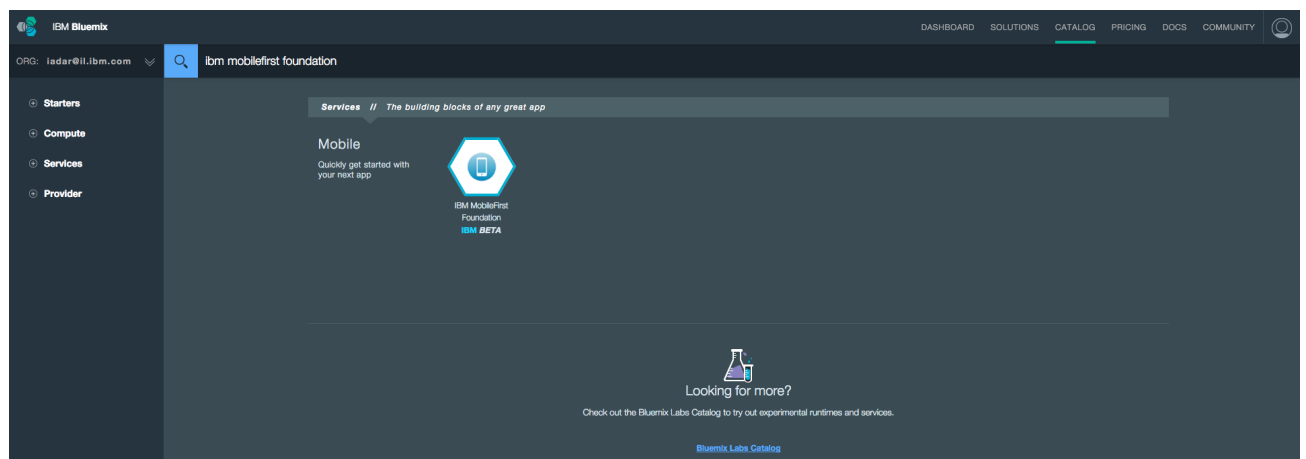 IBM Bluemix
DASHBOARD SOLUTIONS CATALOG PRICING DOCS COMMUNITY
ORG: iadar@il.ibm.com
ibm mobilefirst foundation
Starters
Compute
Services
Provider
Services // The building blocks of any great app
Mobile
Quickly get started with
your next app
IBM MobileFirst
Foundation
IBM BETA
Looking for more?
Check out the Bluemix Labs Catalog to try out experimental runtimes and services.
Bluemix Labs Catalog